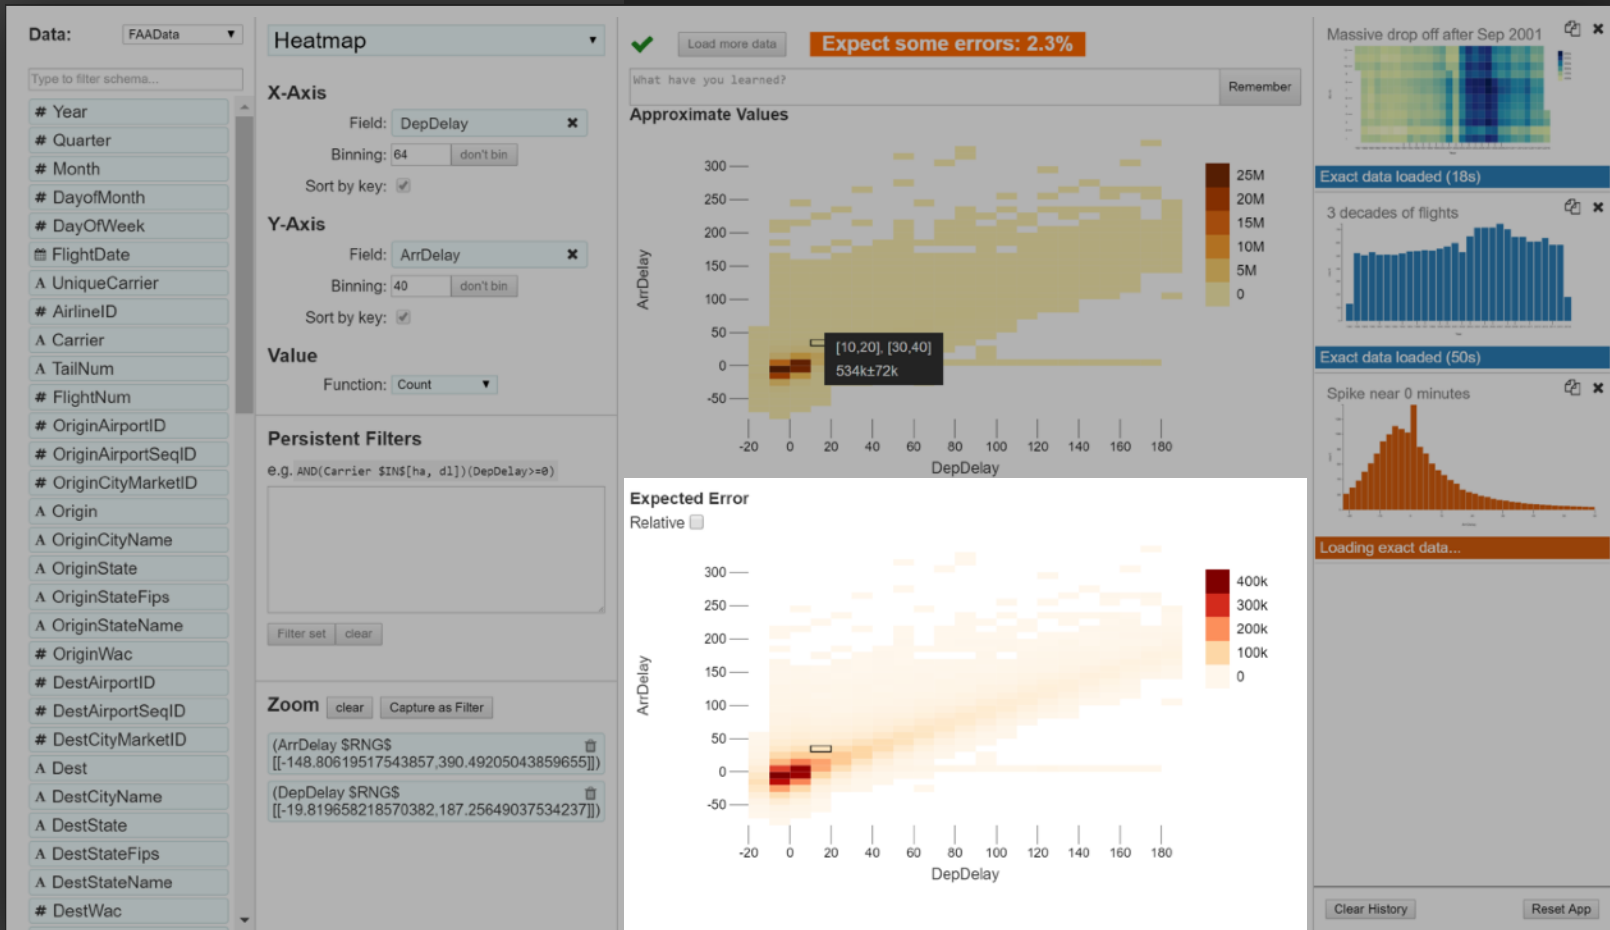 Data: FAAData
Type to filter schema...
# Year
# Quarter
# Month
# DayofMonth
# DayOfWeek
FlightDate
A UniqueCarrier
# AirlineID
A Carrier
A TailNum
# FlightNum
# OriginAirportID
# OriginAirportSeqID
# OriginCityMarketID
A Origin
A OriginCityName
A OriginState
A OriginStateFips
A OriginStateName
# OriginWac
# DestAirportID
# DestAirportSeqID
# DestCityMarketID
A Dest
A DestCityName
A DestState
A DestStateFips
A DestStateName
# DestWac
Heatmap
X-Axis
Field: DepDelay
Binning: 64 don't bin
Sort by key:
Y-Axis
Field: ArrDelay
Binning: 40 don't bin
Sort by key:
Value
Function: Count
Persistent Filters
e.g. AND(Carrier $IN$[ha, dl])(DepDelay>=0)
Filter set clear
Zoom clear Capture as Filter
(ArrDelay $RNG$
[[-148.80619517543857,390.49205043859655]])
(DepDelay $RNG$
[[-19.819658218570382,187.25649037534237]])
Load more data
Expect some errors: 2.3%
What have you learned?
Remember
Approximate Values
300
250
200
150
100
50
0
-50
ArrDelay
-20 0 20 40 60 80 100 120 140 160 180
DepDelay
[10,20], [30,40]
534k±72k
25M
20M
15M
10M
5M
0
Expected Error
Relative
300
250
200
150
100
50
0
-50
ArrDelay
-20 0 20 40 60 80 100 120 140 160 180
DepDelay
400k
300k
200k
100k
0
Massive drop off after Sep 2001
Exact data loaded (18s)
3 decades of flights
Exact data loaded (50s)
Spike near 0 minutes
Loading exact data...
Clear History
Reset App